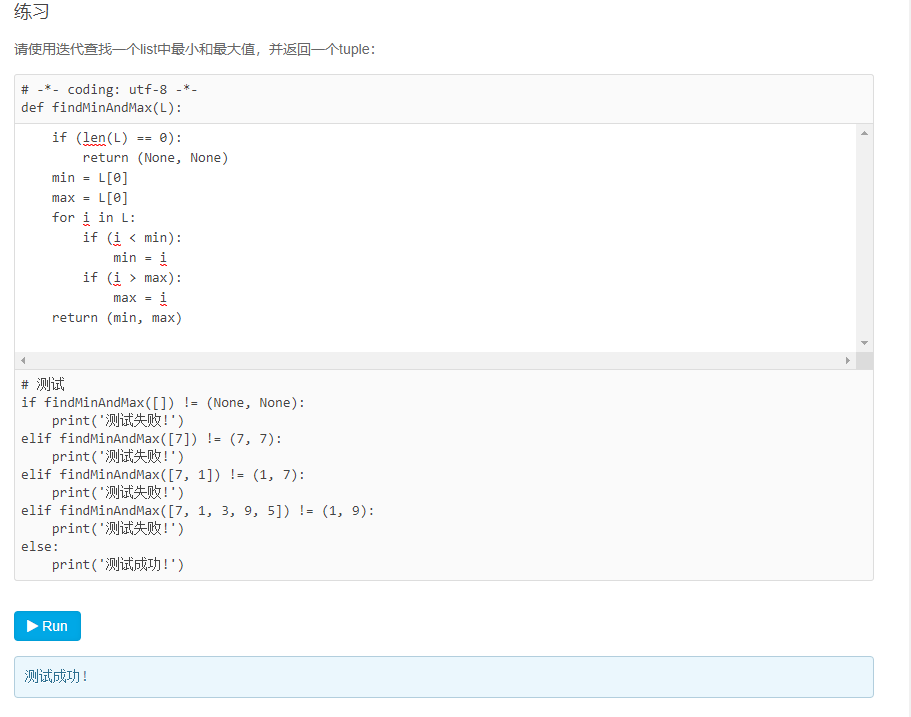 练习
请使用迭代查找一个list中最小和最大值，并返回一个tuple：
# -*- coding: utf-8 -*-
def findMinAndMax(L):
    if (len(L) == 0):
        return (None, None)
    min = L[0]
    max = L[0]
    for i in L:
        if (i < min):
            min = i
        if (i > max):
            max = i
    return (min, max)
# 测试
if findMinAndMax([]) != (None, None):
    print('测试失败!')
elif findMinAndMax([7]) != (7, 7):
    print('测试失败!')
elif findMinAndMax([7, 1]) != (1, 7):
    print('测试失败!')
elif findMinAndMax([7, 1, 3, 9, 5]) != (1, 9):
    print('测试失败!')
else:
    print('测试成功!')
Run
测试成功!